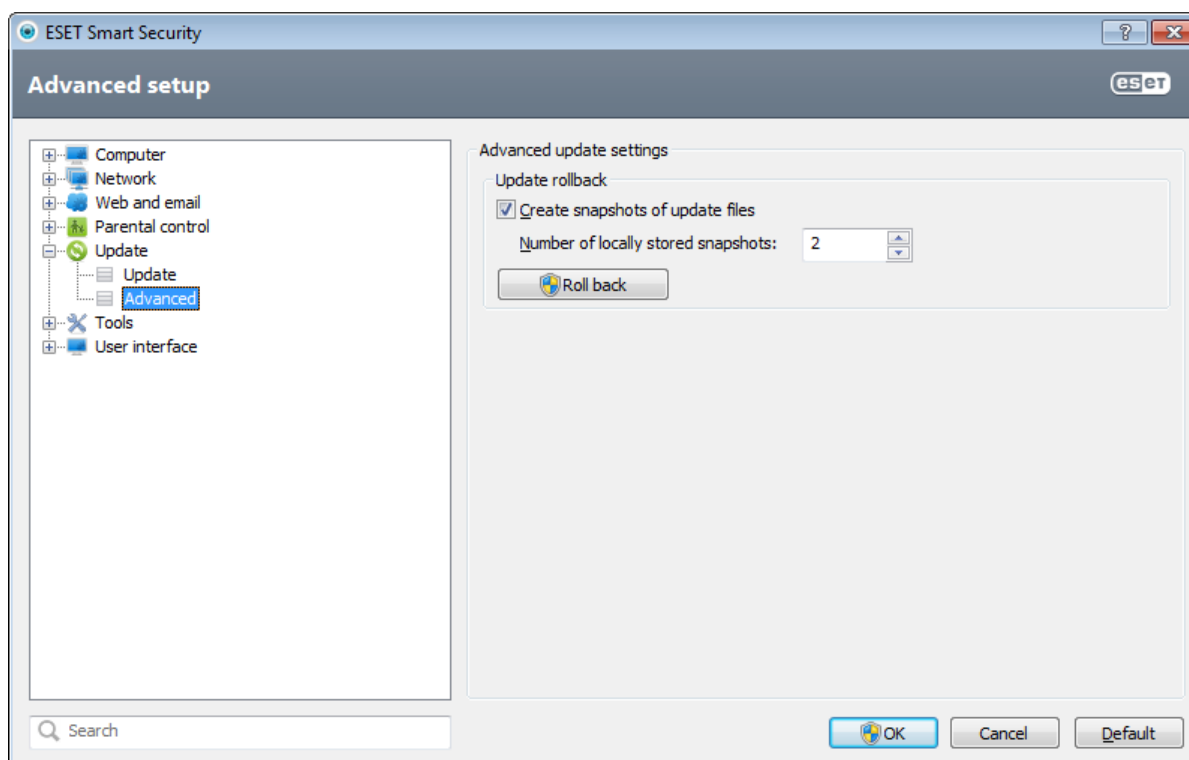 ESET Smart Security
Advanced setup
eseT
Computer
Network
Web and email
Parental control
Update
Update
Advanced
Tools
User interface
Advanced update settings
Update rollback
Create snapshots of update files
Number of locally stored snapshots: 2
Roll back
Search
OK Cancel Default